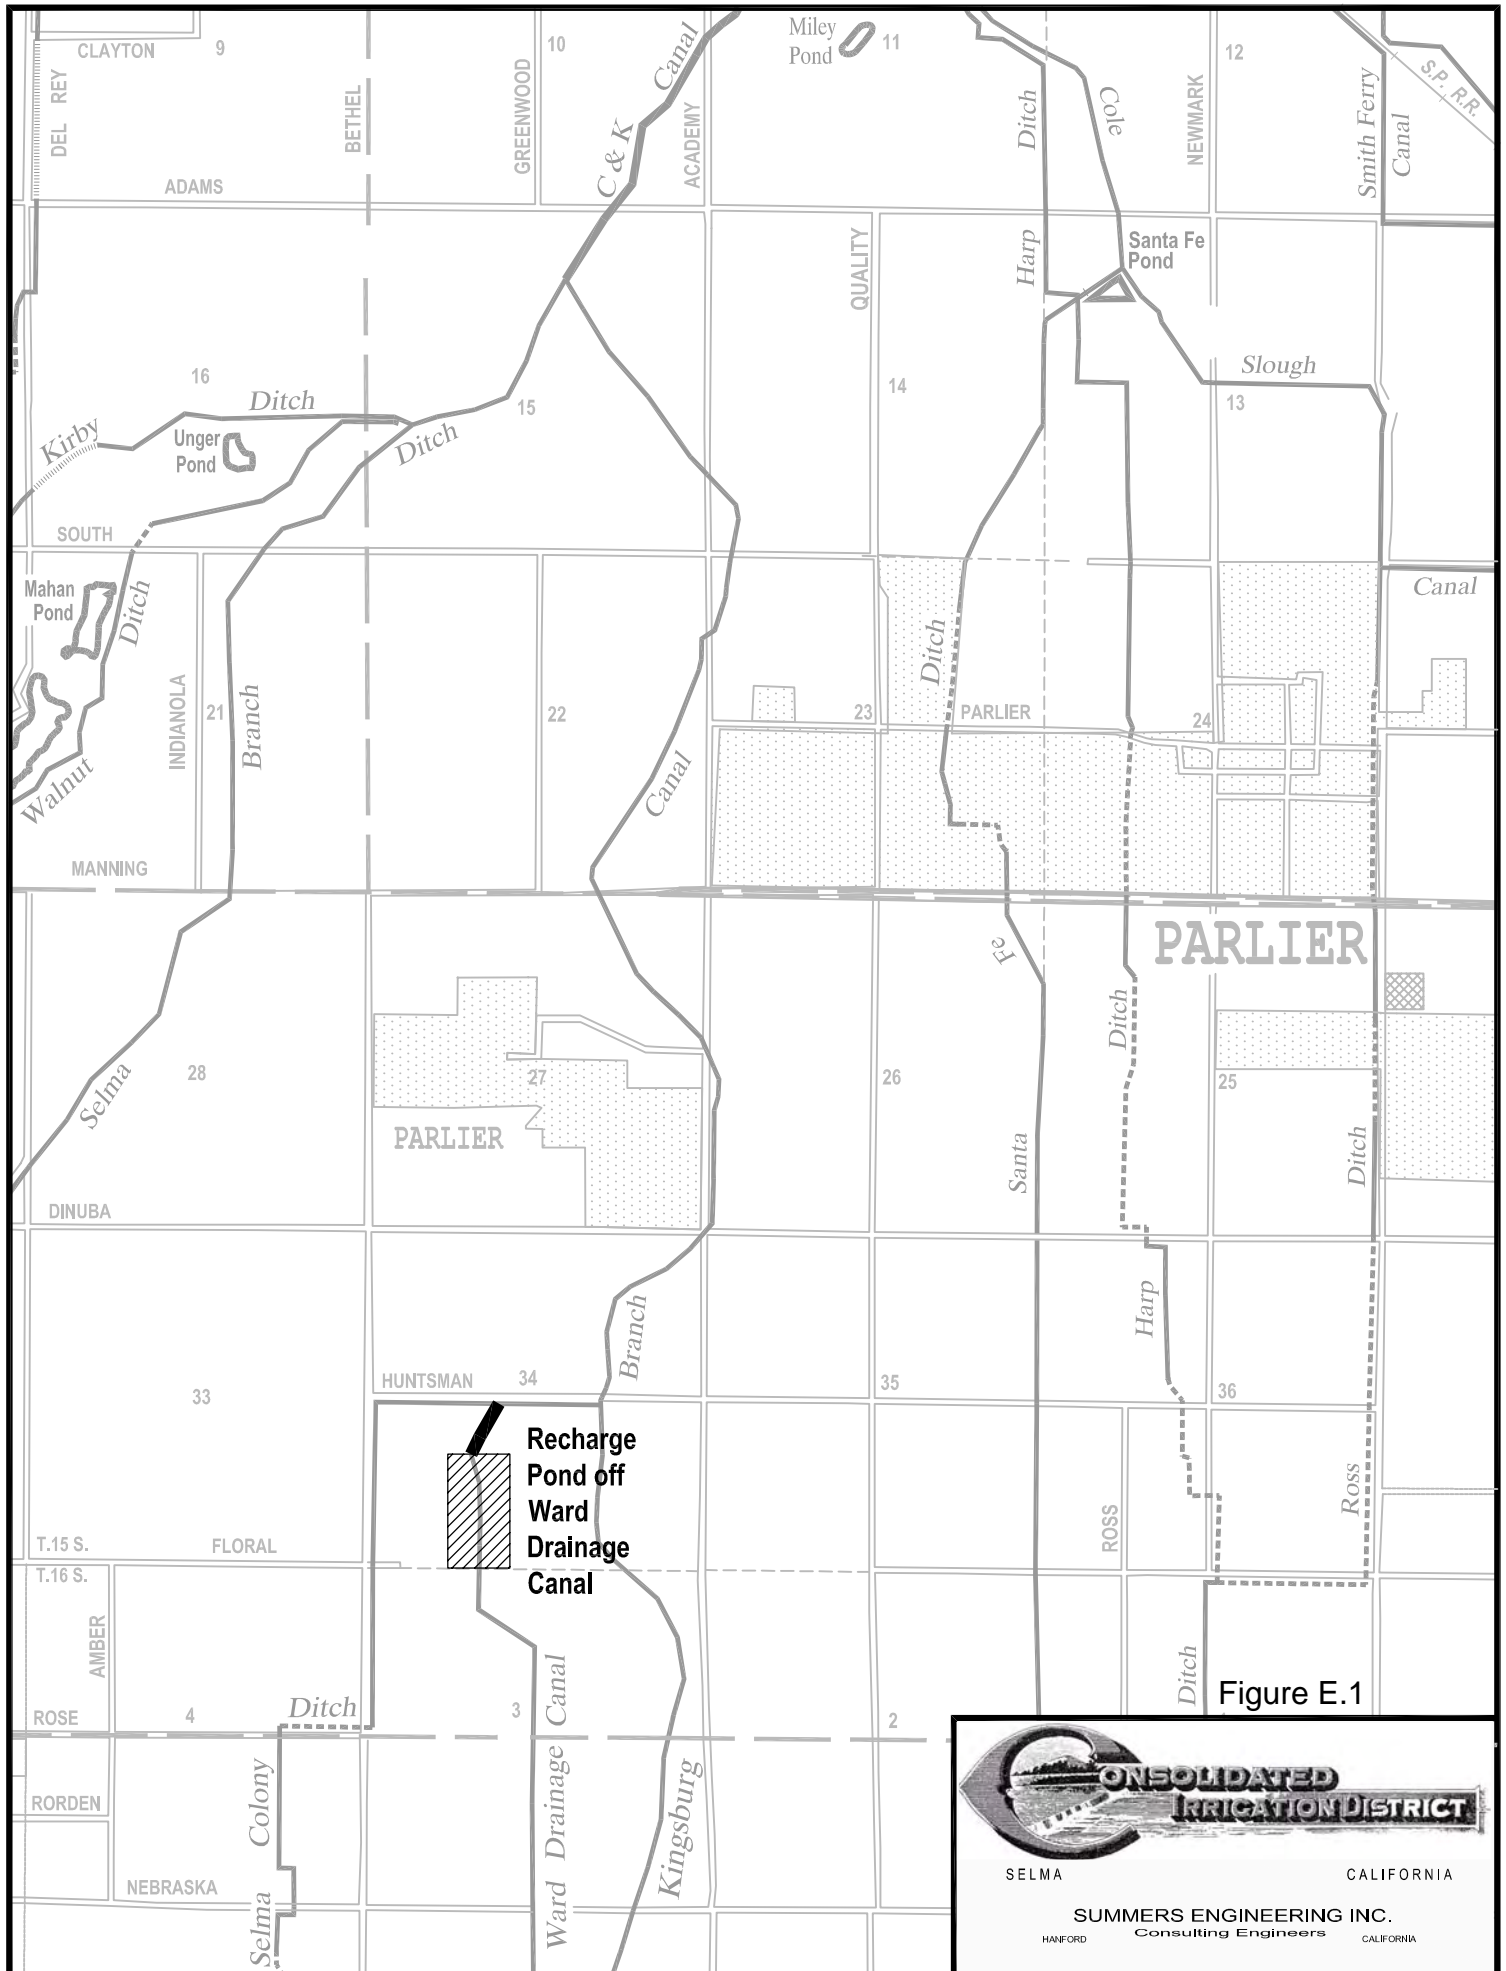 CLAYTON
9
10
Miley
Pond
11
12
DEL REY
BETHEL
GREENWOOD
C & K Canal
ACADEMY
Ditch
Cole
NEWMARK
Smith Ferry
Canal
S.P. R.R.
ADAMS
QUALITY
Harp
Santa Fe
Pond
16
Ditch
15
14
Slough
13
Kirby
Unger
Pond
Ditch
SOUTH
Mahan
Pond
Ditch
Canal
INDIANOLA
21
Branch
22
Ditch
23
PARLIER
24
Walnut
Canal
MANNING
Fe
PARLIER
Ditch
28
Selma
27
26
25
PARLIER
Santa
Ditch
DINUBA
Branch
Harp
33
HUNTSMAN
34
35
36
Recharge
Pond off
Ward
Drainage
Canal
Ross
ROSS
T.15 S.
FLORAL
T.16 S.
AMBER
Ditch
ROSE
4
Ditch
3
Ward Drainage Canal
2
Figure E.1
RORDEN
Selma Colony
Kingsburg
NEBRASKA
CONSOLIDATED
IRRIGATION DISTRICT
SELMA CALIFORNIA
SUMMERS ENGINEERING INC.
Consulting Engineers
HANFORD CALIFORNIA